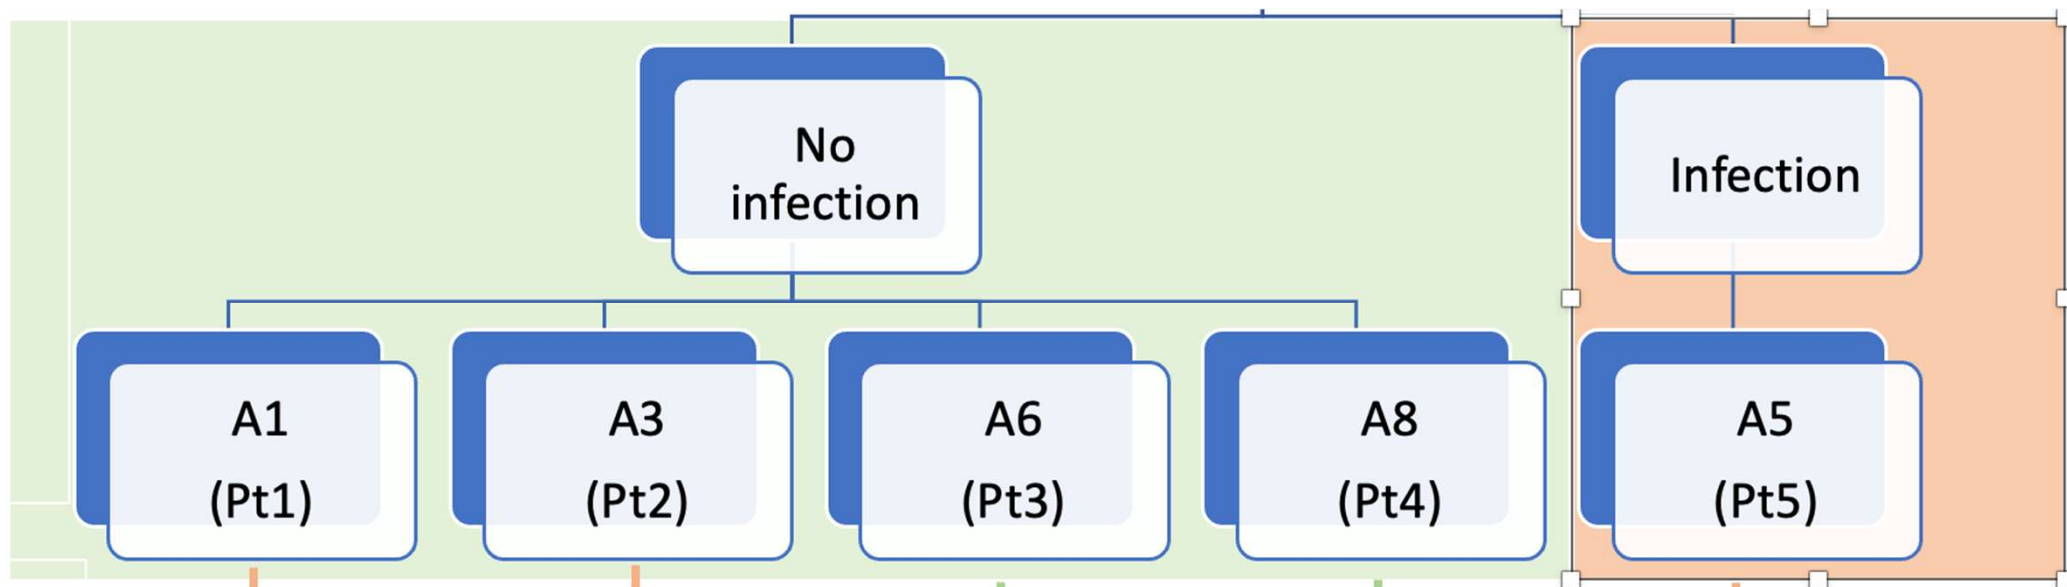 No
infection
Infection
A1
(Pt1)
A3
(Pt2)
A6
(Pt3)
A8
(Pt4)
A5
(Pt5)